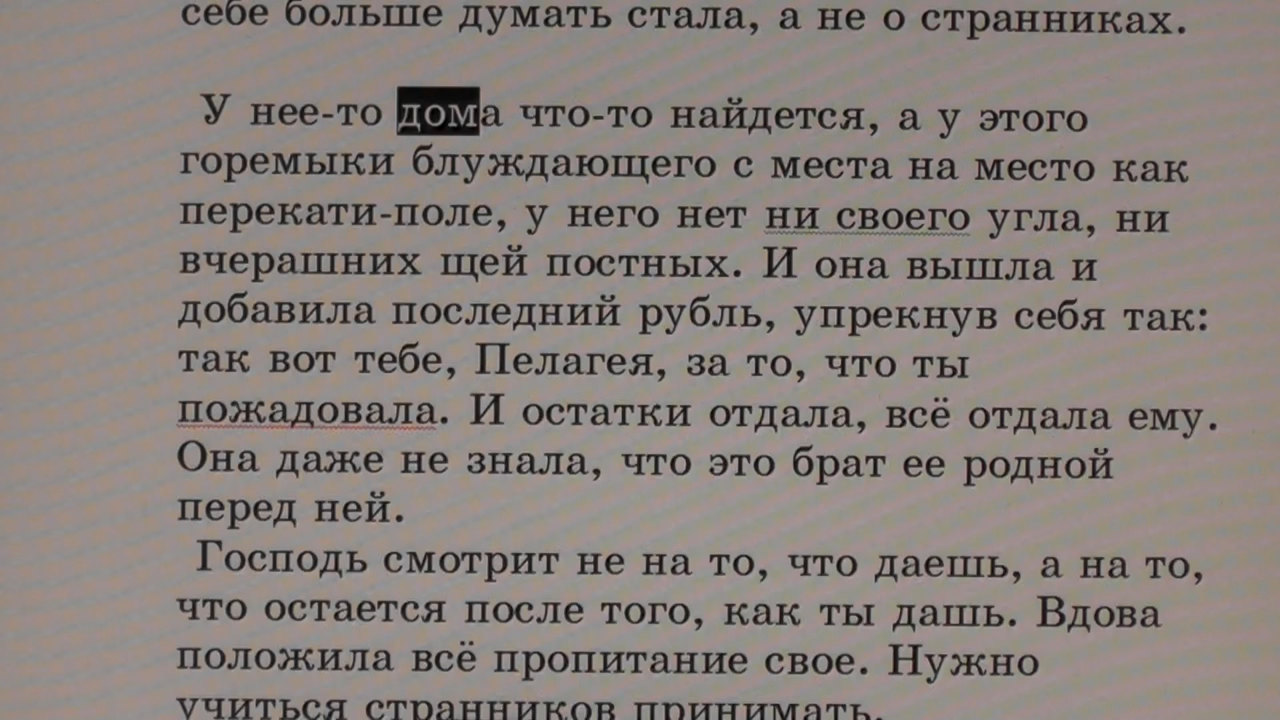 себе больше думать стала, а не о странниках.
У нее-то дома что-то найдется, а у этого
горемыки блуждающего с места на место как
перекати-поле, у него нет ни своего угла, ни
вчерашних щей постных. И она вышла и
добавила последний рубль, упрекнув себя так:
так вот тебе, Пелагея, за то, что ты
пожадовала. И остатки отдала, всё отдала ему.
Она даже не знала, что это брат ее родной
перед ней.
Господь смотрит не на то, что даешь, а на то,
что остается после того, как ты дашь. Вдова
положила всё пропитание свое. Нужно
учиться странников принимать.